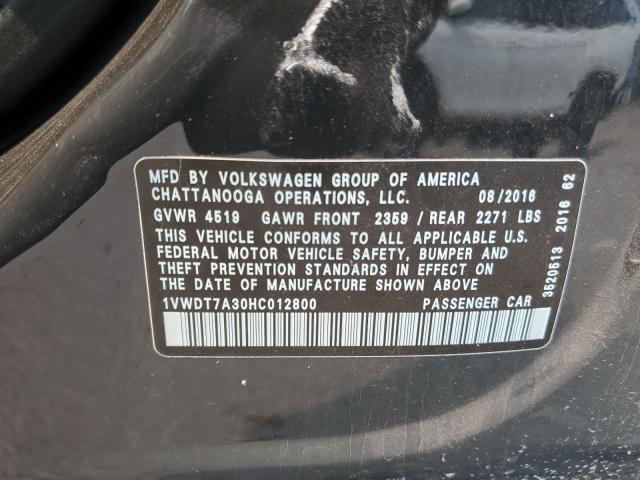 MFD BY VOLKSWAGEN GROUP OF AMERICA
CHATTANOOGA OPERATIONS, LLC. 08/2016
GVWR 4519 GAWR FRONT 2359 / REAR 2271 LBS
THIS VEHICLE CONFORMS TO ALL APPLICABLE U.S.
FEDERAL MOTOR VEHICLE SAFETY, BUMPER AND
THEFT PREVENTION STANDARDS IN EFFECT ON
THE DATE OF MANUFACTURE SHOWN ABOVE
1VWDT7A30HC012800 PASSENGER CAR
3520513 2016 62